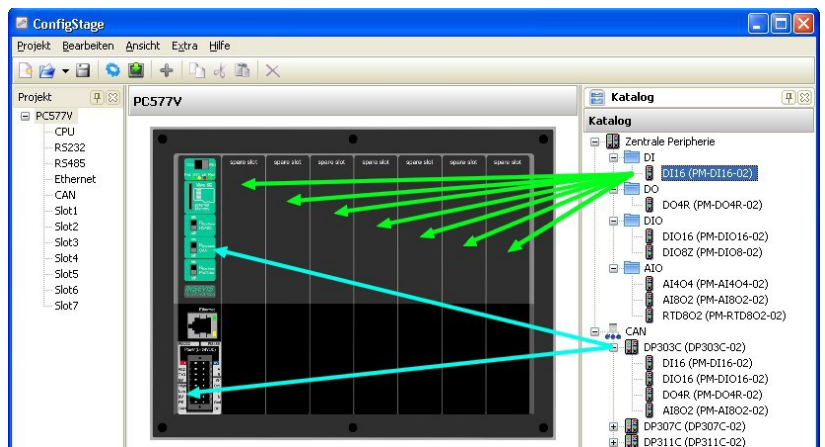 ConfigStage
Projekt Bearbeiten Ansicht Extra Hilfe
Projekt
PC577V
CPU
RS232
RS485
Ethernet
CAN
Slot1
Slot2
Slot3
Slot4
Slot5
Slot6
Slot7
PC577V
spare slot spare slot spare slot spare slot spare slot spare slot spare slot
Ethernet
Katalog
Katalog
Zentrale Peripherie
DI
DI16 (PM-DI16-02)
DO
DO4R (PM-DO4R-02)
DIO
DIO16 (PM-DIO16-02)
DIO8Z (PM-DIO8-02)
AIO
AI4O4 (PM-AI4O4-02)
AI8O2 (PM-AI8O2-02)
RTD8O2 (PM-RTD8O2-02)
CAN
DP303C (DP303C-02)
DI16 (PM-DI16-02)
DIO16 (PM-DIO16-02)
DO4R (PM-DO4R-02)
AI8O2 (PM-AI8O2-02)
DP307C (DP307C-02)
DP311C (DP311C-02)